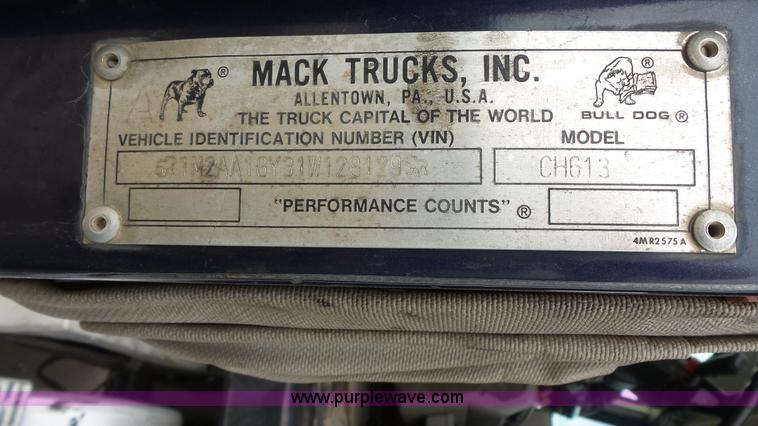 ® MACK TRUCKS, INC. ®
ALLENTOWN, PA., U.S.A.
THE TRUCK CAPITAL OF THE WORLD BULL DOG ®
VEHICLE IDENTIFICATION NUMBER (VIN) MODEL
1M2AA18Y31W128129 CH613
"PERFORMANCE COUNTS" ®
4MR2575A
www.purplewave.com